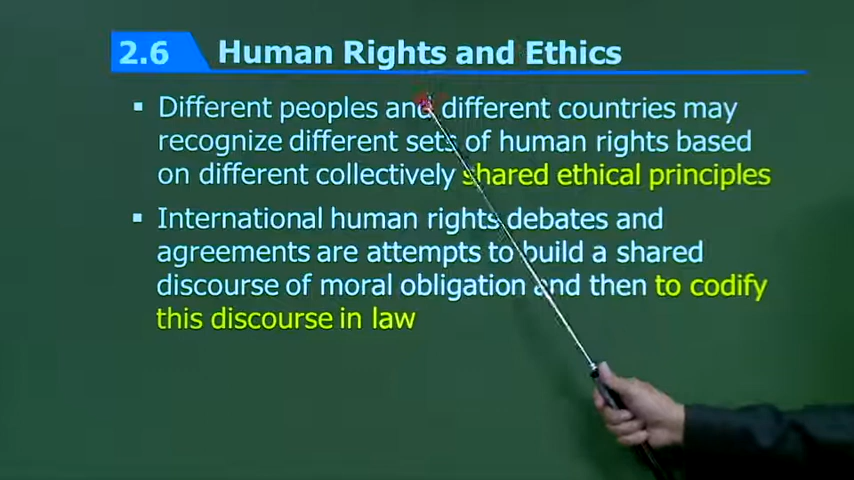 2.6 Human Rights and Ethics
▪ Different peoples and different countries may
recognize different sets of human rights based
on different collectively shared ethical principles
▪ International human rights debates and
agreements are attempts to build a shared
discourse of moral obligation and then to codify
this discourse in law